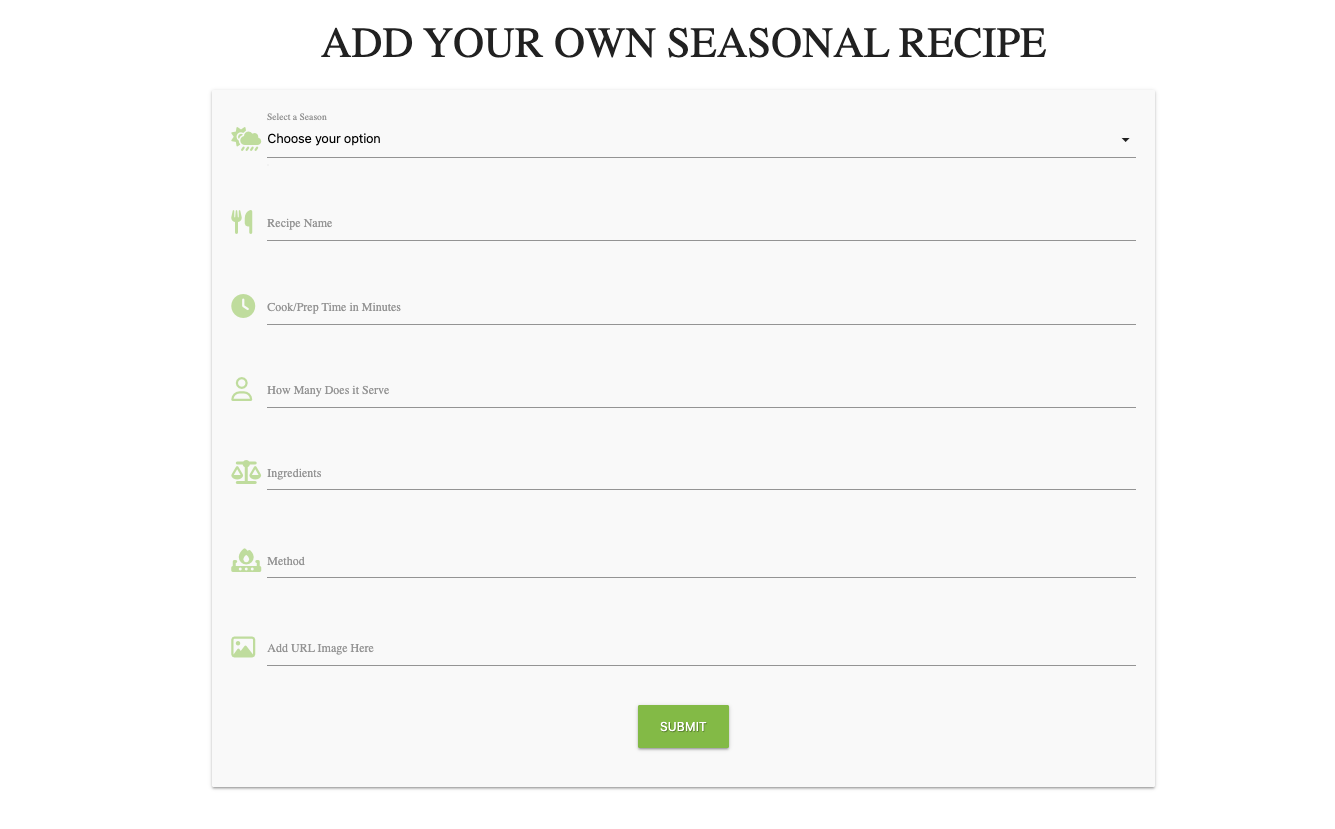 ADD YOUR OWN SEASONAL RECIPE
Select a Season
Choose your option
Recipe Name
Cook/Prep Time in Minutes
How Many Does it Serve
Ingredients
Method
Add URL Image Here
SUBMIT